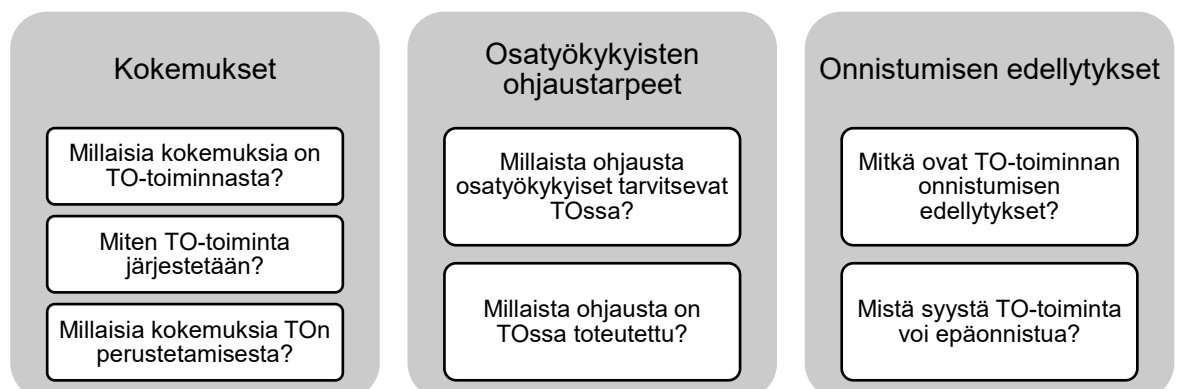 Kokemukset
Millaisia kokemuksia on
TO-toiminnasta?
Miten TO-toiminta
järjestetään?
Millaisia kokemuksia TOn
perustetamisesta?
Osatyökykyisten
ohjaustarpeet
Millaista ohjausta
osatyökykyiset tarvitsevat
TOssa?
Millaista ohjausta on
TOssa toteutettu?
Onnistumisen edellytykset
Mitkä ovat TO-toiminnan
onnistumisen
edellytykset?
Mistä syystä TO-toiminta
voi epäonnistua?